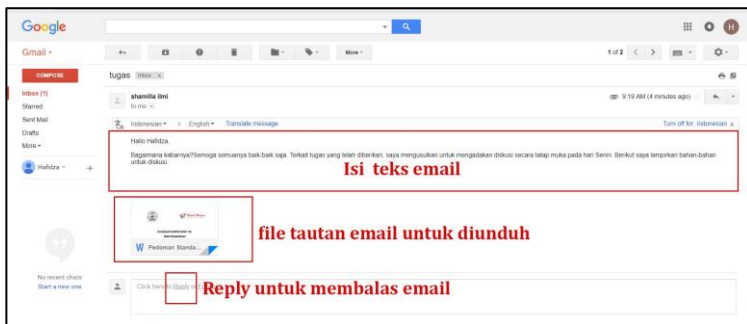 Google
Gmail
More
1 of 2
COMPOSE
tugas Inbox x
Inbox (1)
Starred
Sent Mail
Drafts
More
Hafidza
shamilla ilmi
to me
9:19 AM (4 minutes ago)
Indonesian > English Translate message
Turn off for: Indonesian x
Hallo Hafidza,
Bagaimana kabarnya?Semoga semuanya baik-baik saja. Terkait tugas yang telah diberikan, saya mengusulkan untuk mengadakan diskusi secara tatap muka pada hari Senin. Berikut saya lampirkan bahan-bahan
untuk diskusi.
Isi teks email
W Pedoman Standa...
file tautan email untuk diunduh
No recent chats
Start a new one
Click here to Reply
Reply untuk membalas email
H